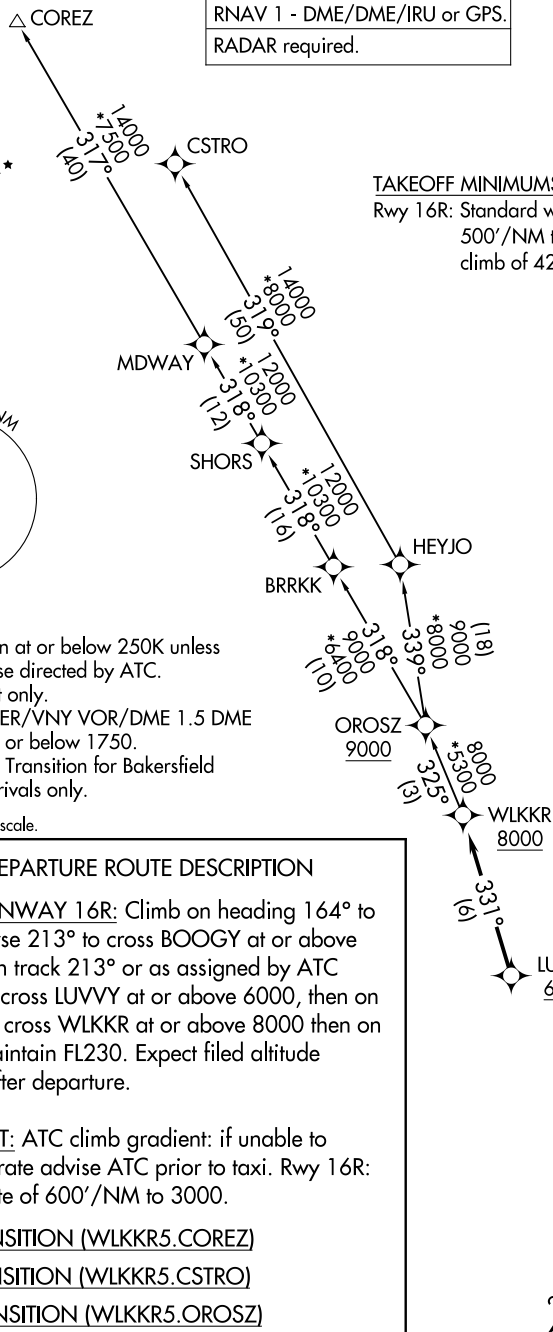 COREZ
RNAV 1 - DME/DME/IRU or GPS.
RADAR required.
14000
*7500
317°
(40)
CSTRO
TAKEOFF MINIMUMS
Rwy 16R: Standard w
500'/NM t
climb of 42
14000
*8000
319°
(50)
MDWAY
12000
*10300
318°
(12)
NM
SHORS
12000
*10300
318°
(16)
HEYJO
BRRKK
(18)
9000
*8000
339°
318°
9000
*6400
(10)
n at or below 250K unless
se directed by ATC.
t only.
ER/VNY VOR/DME 1.5 DME
or below 1750.
Transition for Bakersfield
rivals only.
scale.
OROSZ
9000
8000
*5300
325°
(3)
WLKKR
8000
331°
(6)
LU
6
EPARTURE ROUTE DESCRIPTION
NWAY 16R: Climb on heading 164° to
rse 213° to cross BOOGY at or above
n track 213° or as assigned by ATC
cross LUVVY at or above 6000, then on
cross WLKKR at or above 8000 then on
aintain FL230. Expect filed altitude
fter departure.
T: ATC climb gradient: if unable to
rate advise ATC prior to taxi. Rwy 16R:
te of 600'/NM to 3000.
NSITION (WLKKR5.COREZ)
SITION (WLKKR5.CSTRO)
NSITION (WLKKR5.OROSZ)